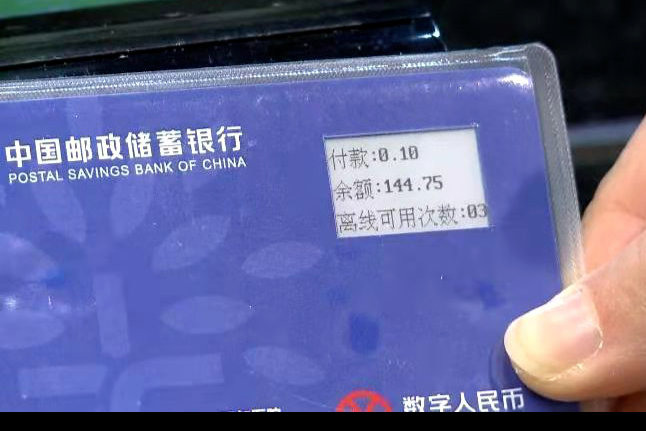 中国邮政储蓄银行
POSTAL SAVINGS BANK OF CHINA
付款:0.10
余额:144.75
离线可用次数:03
数字人民币